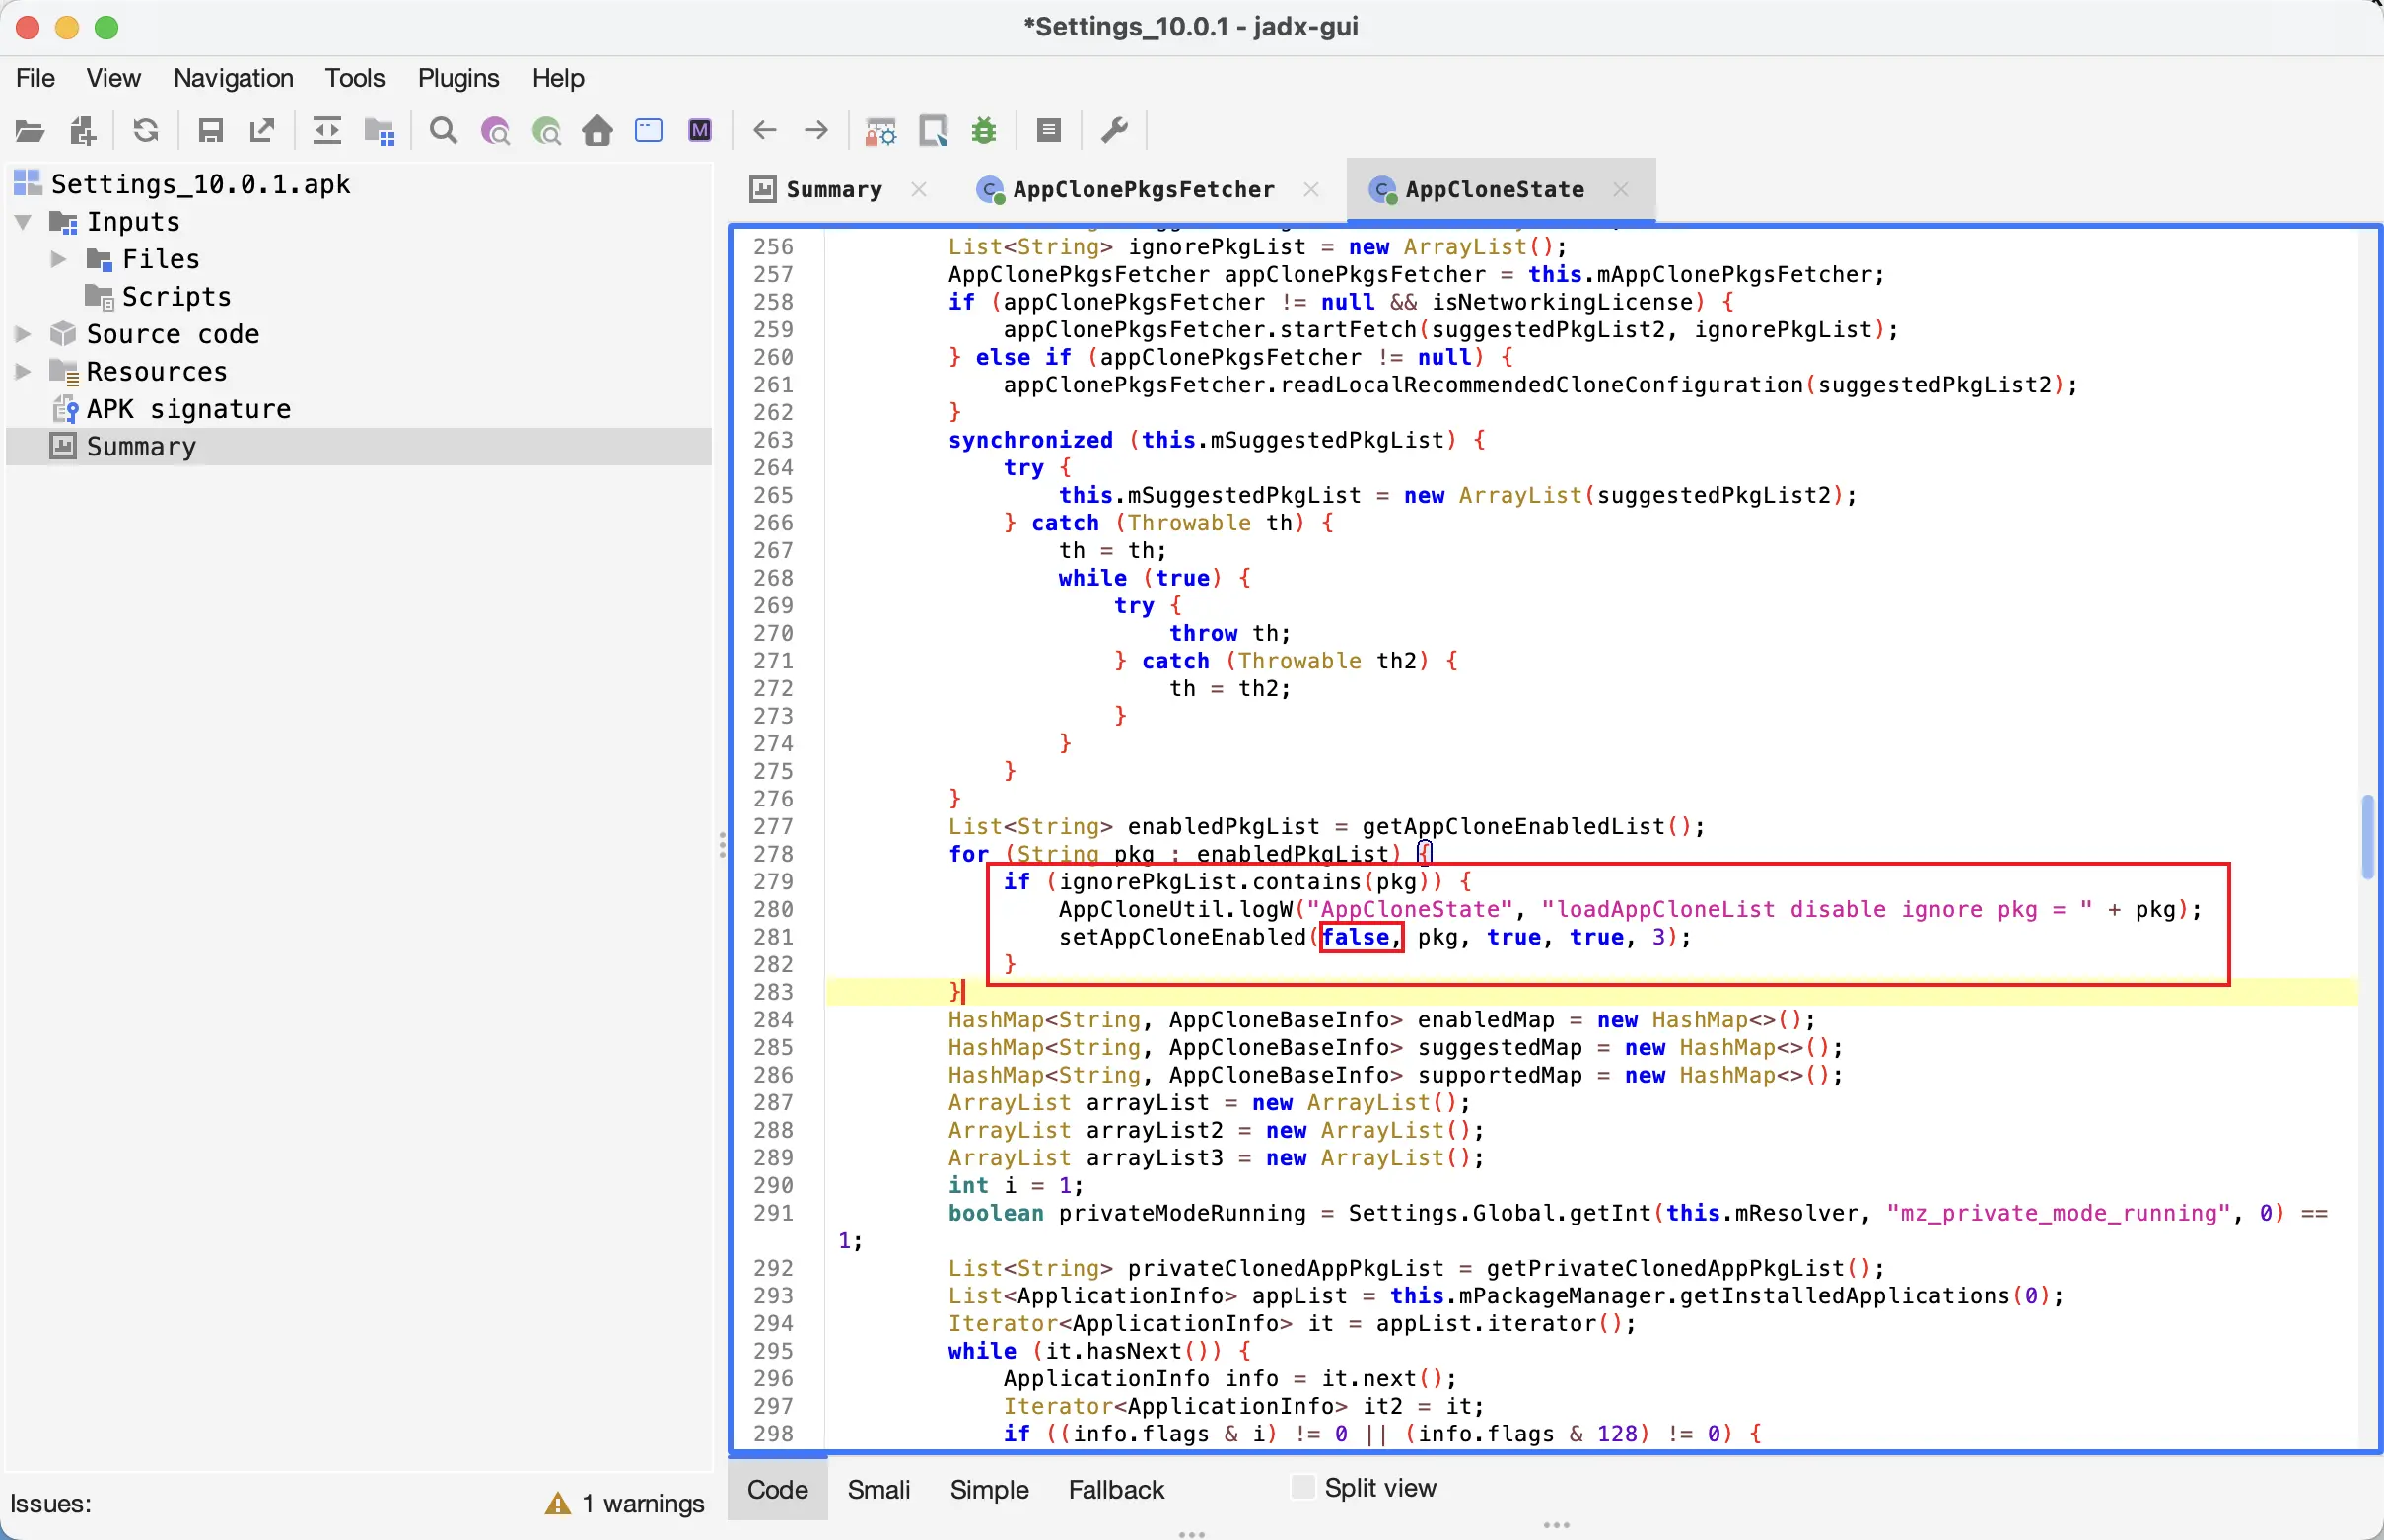 *Settings_10.0.1 - jadx-gui
File View Navigation Tools Plugins Help
Settings_10.0.1.apk
Inputs
Files
Scripts
Source code
Resources
APK signature
Summary
Issues: 1 warnings
Summary AppClonePkgsFetcher AppCloneState
256 List<String> ignorePkgList = new ArrayList();
257 AppClonePkgsFetcher appClonePkgsFetcher = this.mAppClonePkgsFetcher;
258 if (appClonePkgsFetcher != null && isNetworkingLicense) {
259 appClonePkgsFetcher.startFetch(suggestedPkgList2, ignorePkgList);
260 } else if (appClonePkgsFetcher != null) {
261 appClonePkgsFetcher.readLocalRecommendedCloneConfiguration(suggestedPkgList2);
262 }
263 synchronized (this.mSuggestedPkgList) {
264 try {
265 this.mSuggestedPkgList = new ArrayList(suggestedPkgList2);
266 } catch (Throwable th) {
267 th = th;
268 while (true) {
269 try {
270 throw th;
271 } catch (Throwable th2) {
272 th = th2;
273 }
274 }
275 }
276 }
277 List<String> enabledPkgList = getAppCloneEnabledList();
278 for (String pkg : enabledPkgList) {
279 if (ignorePkgList.contains(pkg)) {
280 AppCloneUtil.logW("AppCloneState", "loadAppCloneList disable ignore pkg = " + pkg);
281 setAppCloneEnabled(false, pkg, true, true, 3);
282 }
283 }
284 HashMap<String, AppCloneBaseInfo> enabledMap = new HashMap<>();
285 HashMap<String, AppCloneBaseInfo> suggestedMap = new HashMap<>();
286 HashMap<String, AppCloneBaseInfo> supportedMap = new HashMap<>();
287 ArrayList arrayList = new ArrayList();
288 ArrayList arrayList2 = new ArrayList();
289 ArrayList arrayList3 = new ArrayList();
290 int i = 1;
291 boolean privateModeRunning = Settings.Global.getInt(this.mResolver, "mz_private_mode_running", 0) ==
1;
292 List<String> privateClonedAppPkgList = getPrivateClonedAppPkgList();
293 List<ApplicationInfo> appList = this.mPackageManager.getInstalledApplications(0);
294 Iterator<ApplicationInfo> it = appList.iterator();
295 while (it.hasNext()) {
296 ApplicationInfo info = it.next();
297 Iterator<ApplicationInfo> it2 = it;
298 if ((info.flags & i) != 0 || (info.flags & 128) != 0) {
Code Smali Simple Fallback Split view